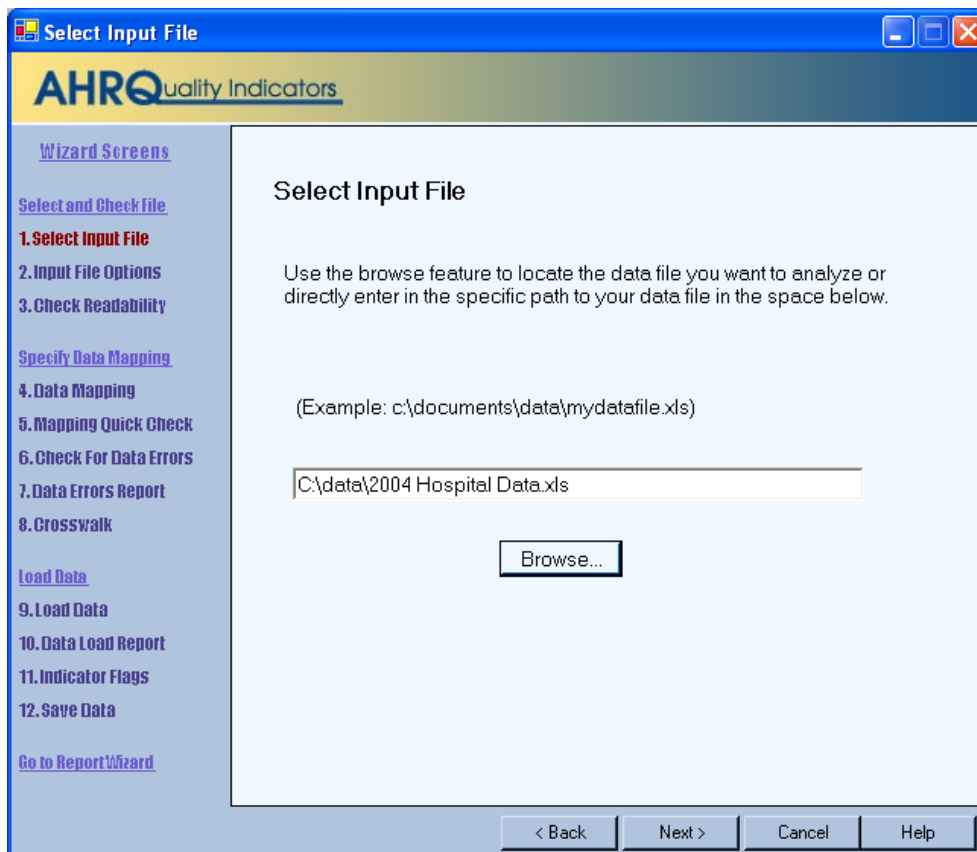 Select Input File
AHRQuality Indicators
Wizard Screens
Select and Check File
1.Select Input File
2.Input File Options
3.Check Readability
Specify Data Mapping
4.Data Mapping
5.Mapping Quick Check
6.Check For Data Errors
7.Data Errors Report
8.Crosswalk
Load Data
9.Load Data
10.Data Load Report
11.Indicator Flags
12.Save Data
Go to Report Wizard
Select Input File
Use the browse feature to locate the data file you want to analyze or
directly enter in the specific path to your data file in the space below.
(Example: c:\documents\data\mydatafile.xls)
C:\data\2004 Hospital Data.xls
Browse...
< Back
Next >
Cancel
Help